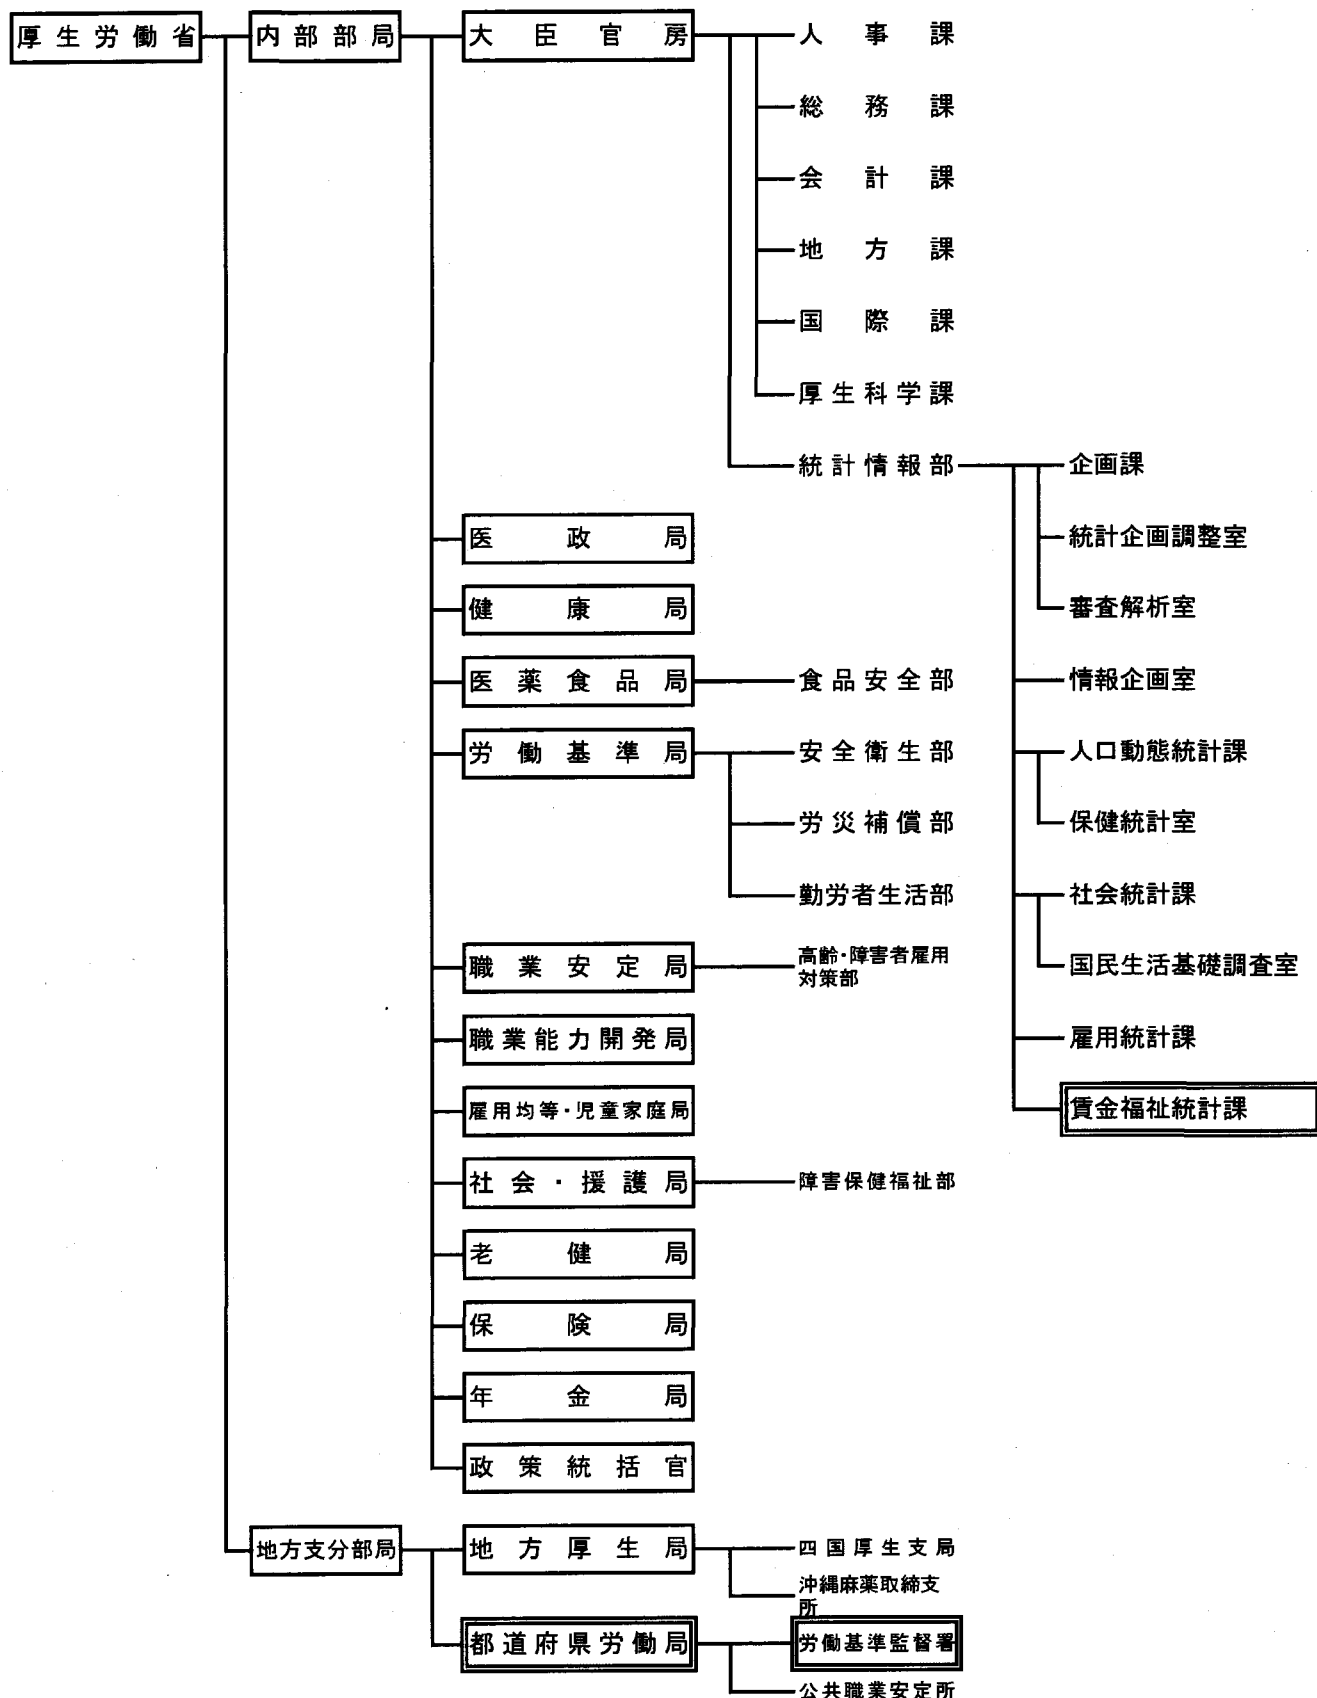 厚生労働省
内部部局
大臣官房
人事課
総務課
会計課
地方課
国際課
厚生科学課
統計情報部
企画課
統計企画調整室
審査解析室
情報企画室
人口動態統計課
保健統計室
社会統計課
国民生活基礎調査室
雇用統計課
賃金福祉統計課
医政局
健康局
医薬食品局
食品安全部
労働基準局
安全衛生部
労災補償部
勤労者生活部
職業安定局
高齢・障害者雇用
対策部
職業能力開発局
雇用均等・児童家庭局
社会・援護局
障害保健福祉部
老健局
保険局
年金局
政策統括官
地方支分部局
地方厚生局
四国厚生支局
沖縄麻薬取締支
所
都道府県労働局
労働基準監督署
公共職業安定所